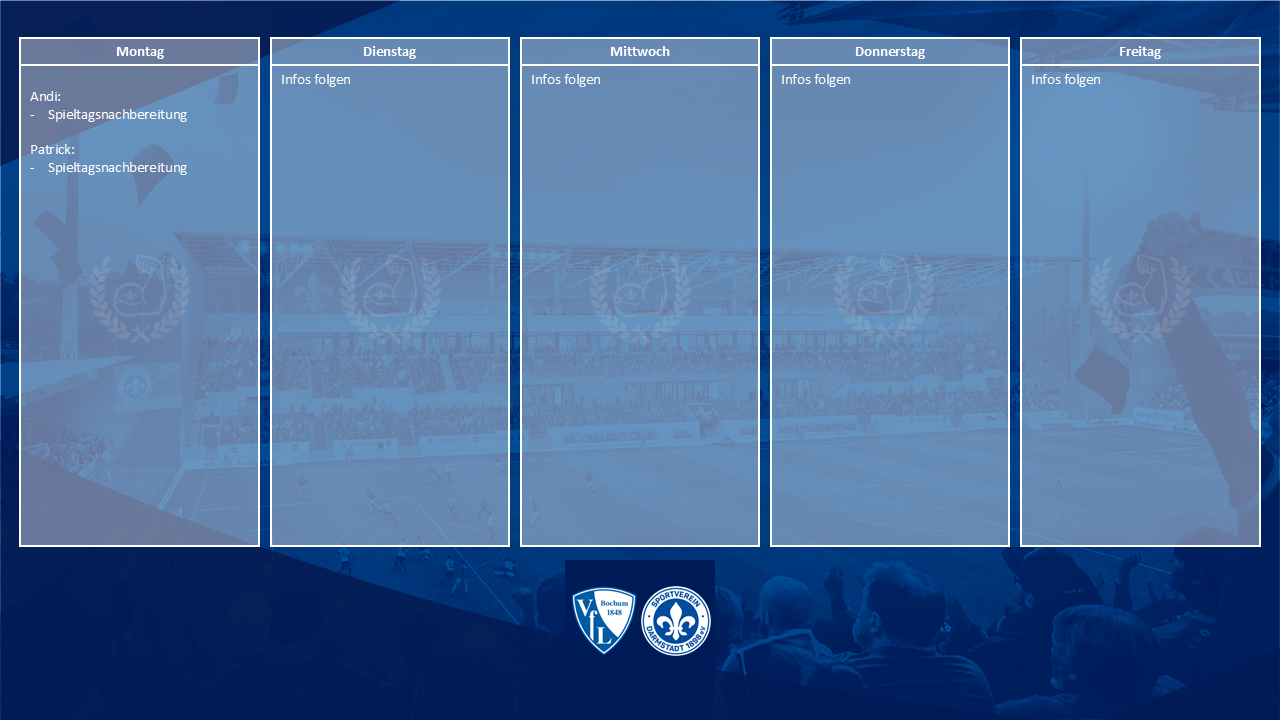 Montag
Andi:
- Spieltagsnachbereitung
Patrick:
- Spieltagsnachbereitung
Dienstag
Infos folgen
Mittwoch
Infos folgen
Donnerstag
Infos folgen
Freitag
Infos folgen
VfL
Bochum
1848
SPORTVEREIN
DARMSTADT 1898 e.V.